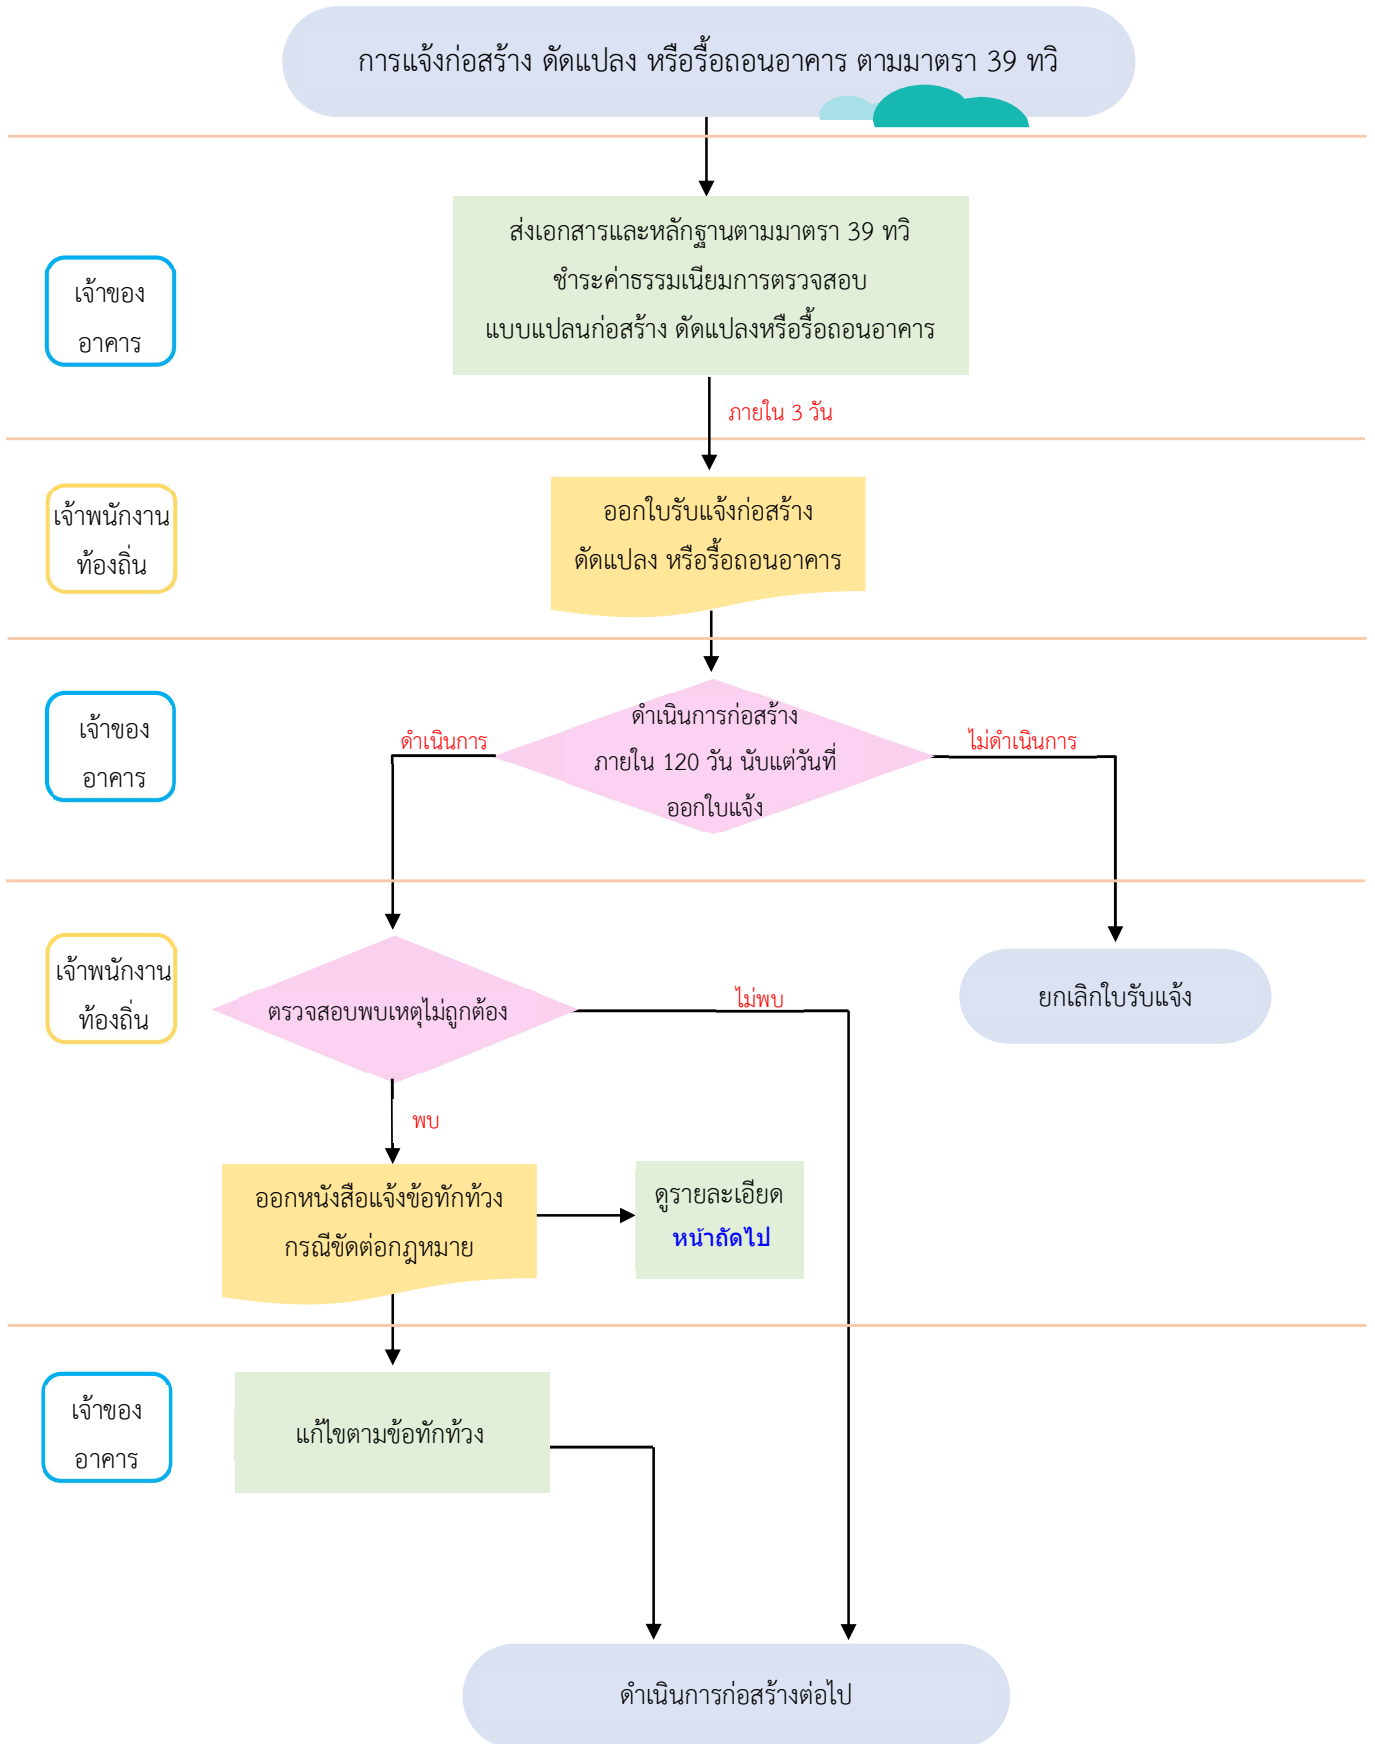 การแจ้งก่อสร้าง ดัดแปลง หรือรื้อถอนอาคาร ตามมาตรา 39 ทวิ
ส่งเอกสารและหลักฐานตามมาตรา 39 ทวิ
ชำระค่าธรรมเนียมการตรวจสอบ
แบบแปลนก่อสร้าง ดัดแปลงหรือรื้อถอนอาคาร
เจ้าของ
อาคาร
ภายใน 3 วัน
เจ้าพนักงาน
ท้องถิ่น
ออกใบรับแจ้งก่อสร้าง
ดัดแปลง หรือรื้อถอนอาคาร
เจ้าของ
อาคาร
ดำเนินการ
ดำเนินการก่อสร้าง
ภายใน 120 วัน นับแต่วันที่
ออกใบแจ้ง
ไม่ดำเนินการ
เจ้าพนักงาน
ท้องถิ่น
ตรวจสอบพบเหตุไม่ถูกต้อง
ไม่พบ
ยกเลิกใบรับแจ้ง
พบ
ออกหนังสือแจ้งข้อทักท้วง
กรณีขัดต่อกฎหมาย
ดูรายละเอียด
หน้าถัดไป
เจ้าของ
อาคาร
แก้ไขตามข้อทักท้วง
ดำเนินการก่อสร้างต่อไป